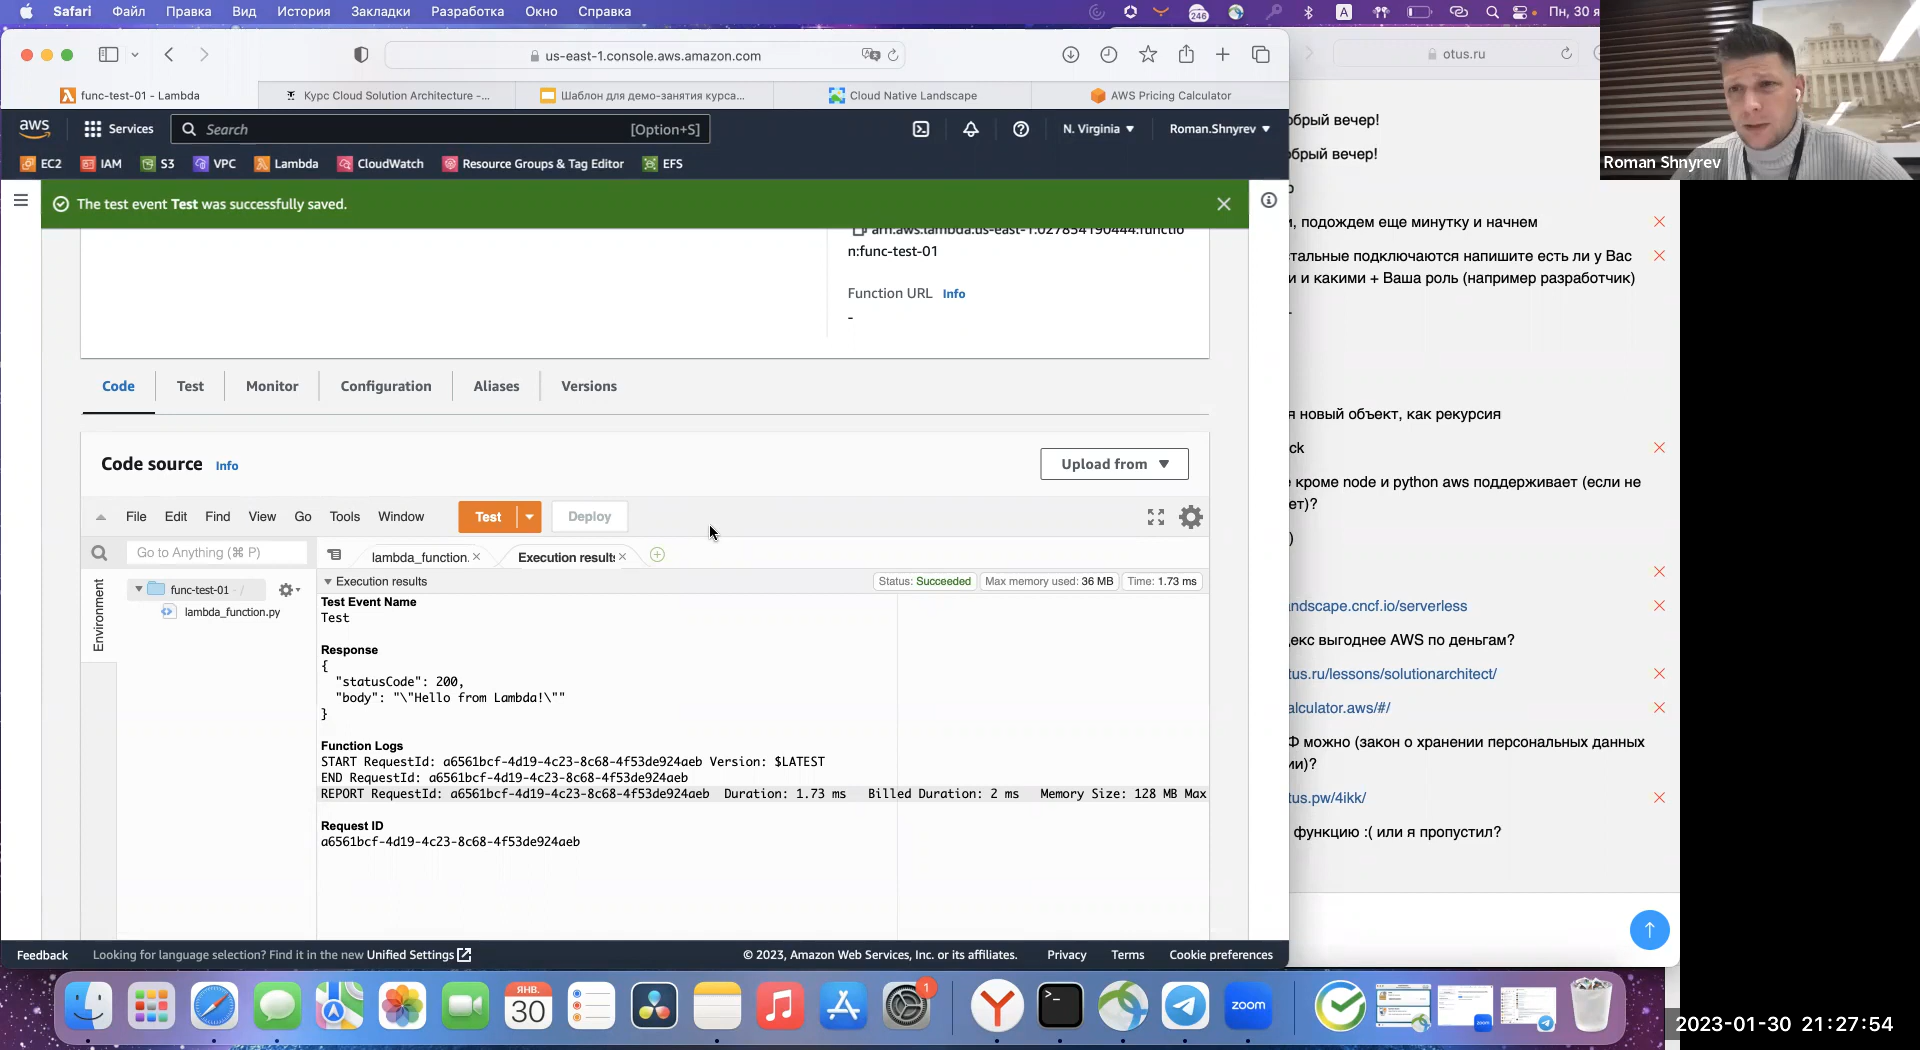 Safari Файл Правка Вид История Закладки Разработка Окно Справка
246
A
Пн, 30 я
us-east-1.console.aws.amazon.com
func-test-01 - Lambda
Курс Cloud Solution Architecture -...
Шаблон для демо-занятия курса...
Cloud Native Landscape
AWS Pricing Calculator
aws Services Search [Option+S] N. Virginia Roman.Shnyrev
EC2 IAM S3 VPC Lambda CloudWatch Resource Groups & Tag Editor EFS
The test event Test was successfully saved.
n:func-test-01
Function URL Info
-
Code Test Monitor Configuration Aliases Versions
Code source Info
Upload from
File Edit Find View Go Tools Window Test Deploy
Go to Anything (⌘ P)
lambda_function.
Execution results
Environment
func-test-01
/
lambda_function.py
Execution results
Status: Succeeded Max memory used: 36 MB Time: 1.73 ms
Test Event Name
Test
Response
{
"statusCode": 200,
"body": "\"Hello from Lambda!\""
}
Function Logs
START RequestId: a6561bcf-4d19-4c23-8c68-4f53de924aeb Version: $LATEST
END RequestId: a6561bcf-4d19-4c23-8c68-4f53de924aeb
REPORT RequestId: a6561bcf-4d19-4c23-8c68-4f53de924aeb Duration: 1.73 ms Billed Duration: 2 ms Memory Size: 128 MB Max
Request ID
a6561bcf-4d19-4c23-8c68-4f53de924aeb
Feedback Looking for language selection? Find it in the new Unified Settings
© 2023, Amazon Web Services, Inc. or its affiliates. Privacy Terms Cookie preferences
otus.ru
обрый вечер!
обрый вечер!
и, подождем еще минутку и начнем
тальные подключаются напишите есть ли у Вас
и и какими + Ваша роль (например разработчик)
я новый объект, как рекурсия
ck
е кроме node и python aws поддерживает (если не
ет)?
)
andscape.cncf.io/serverless
декс выгоднее AWS по деньгам?
tus.ru/lessons/solutionarchitect/
alculator.aws/#/
Ф можно (закон о хранении персональных данных
ии)?
tus.pw/4ikk/
функцию :( или я пропустил?
Roman Shnyrev
ЯНВ.
30
1
zoom
2023-01-30 21:27:54